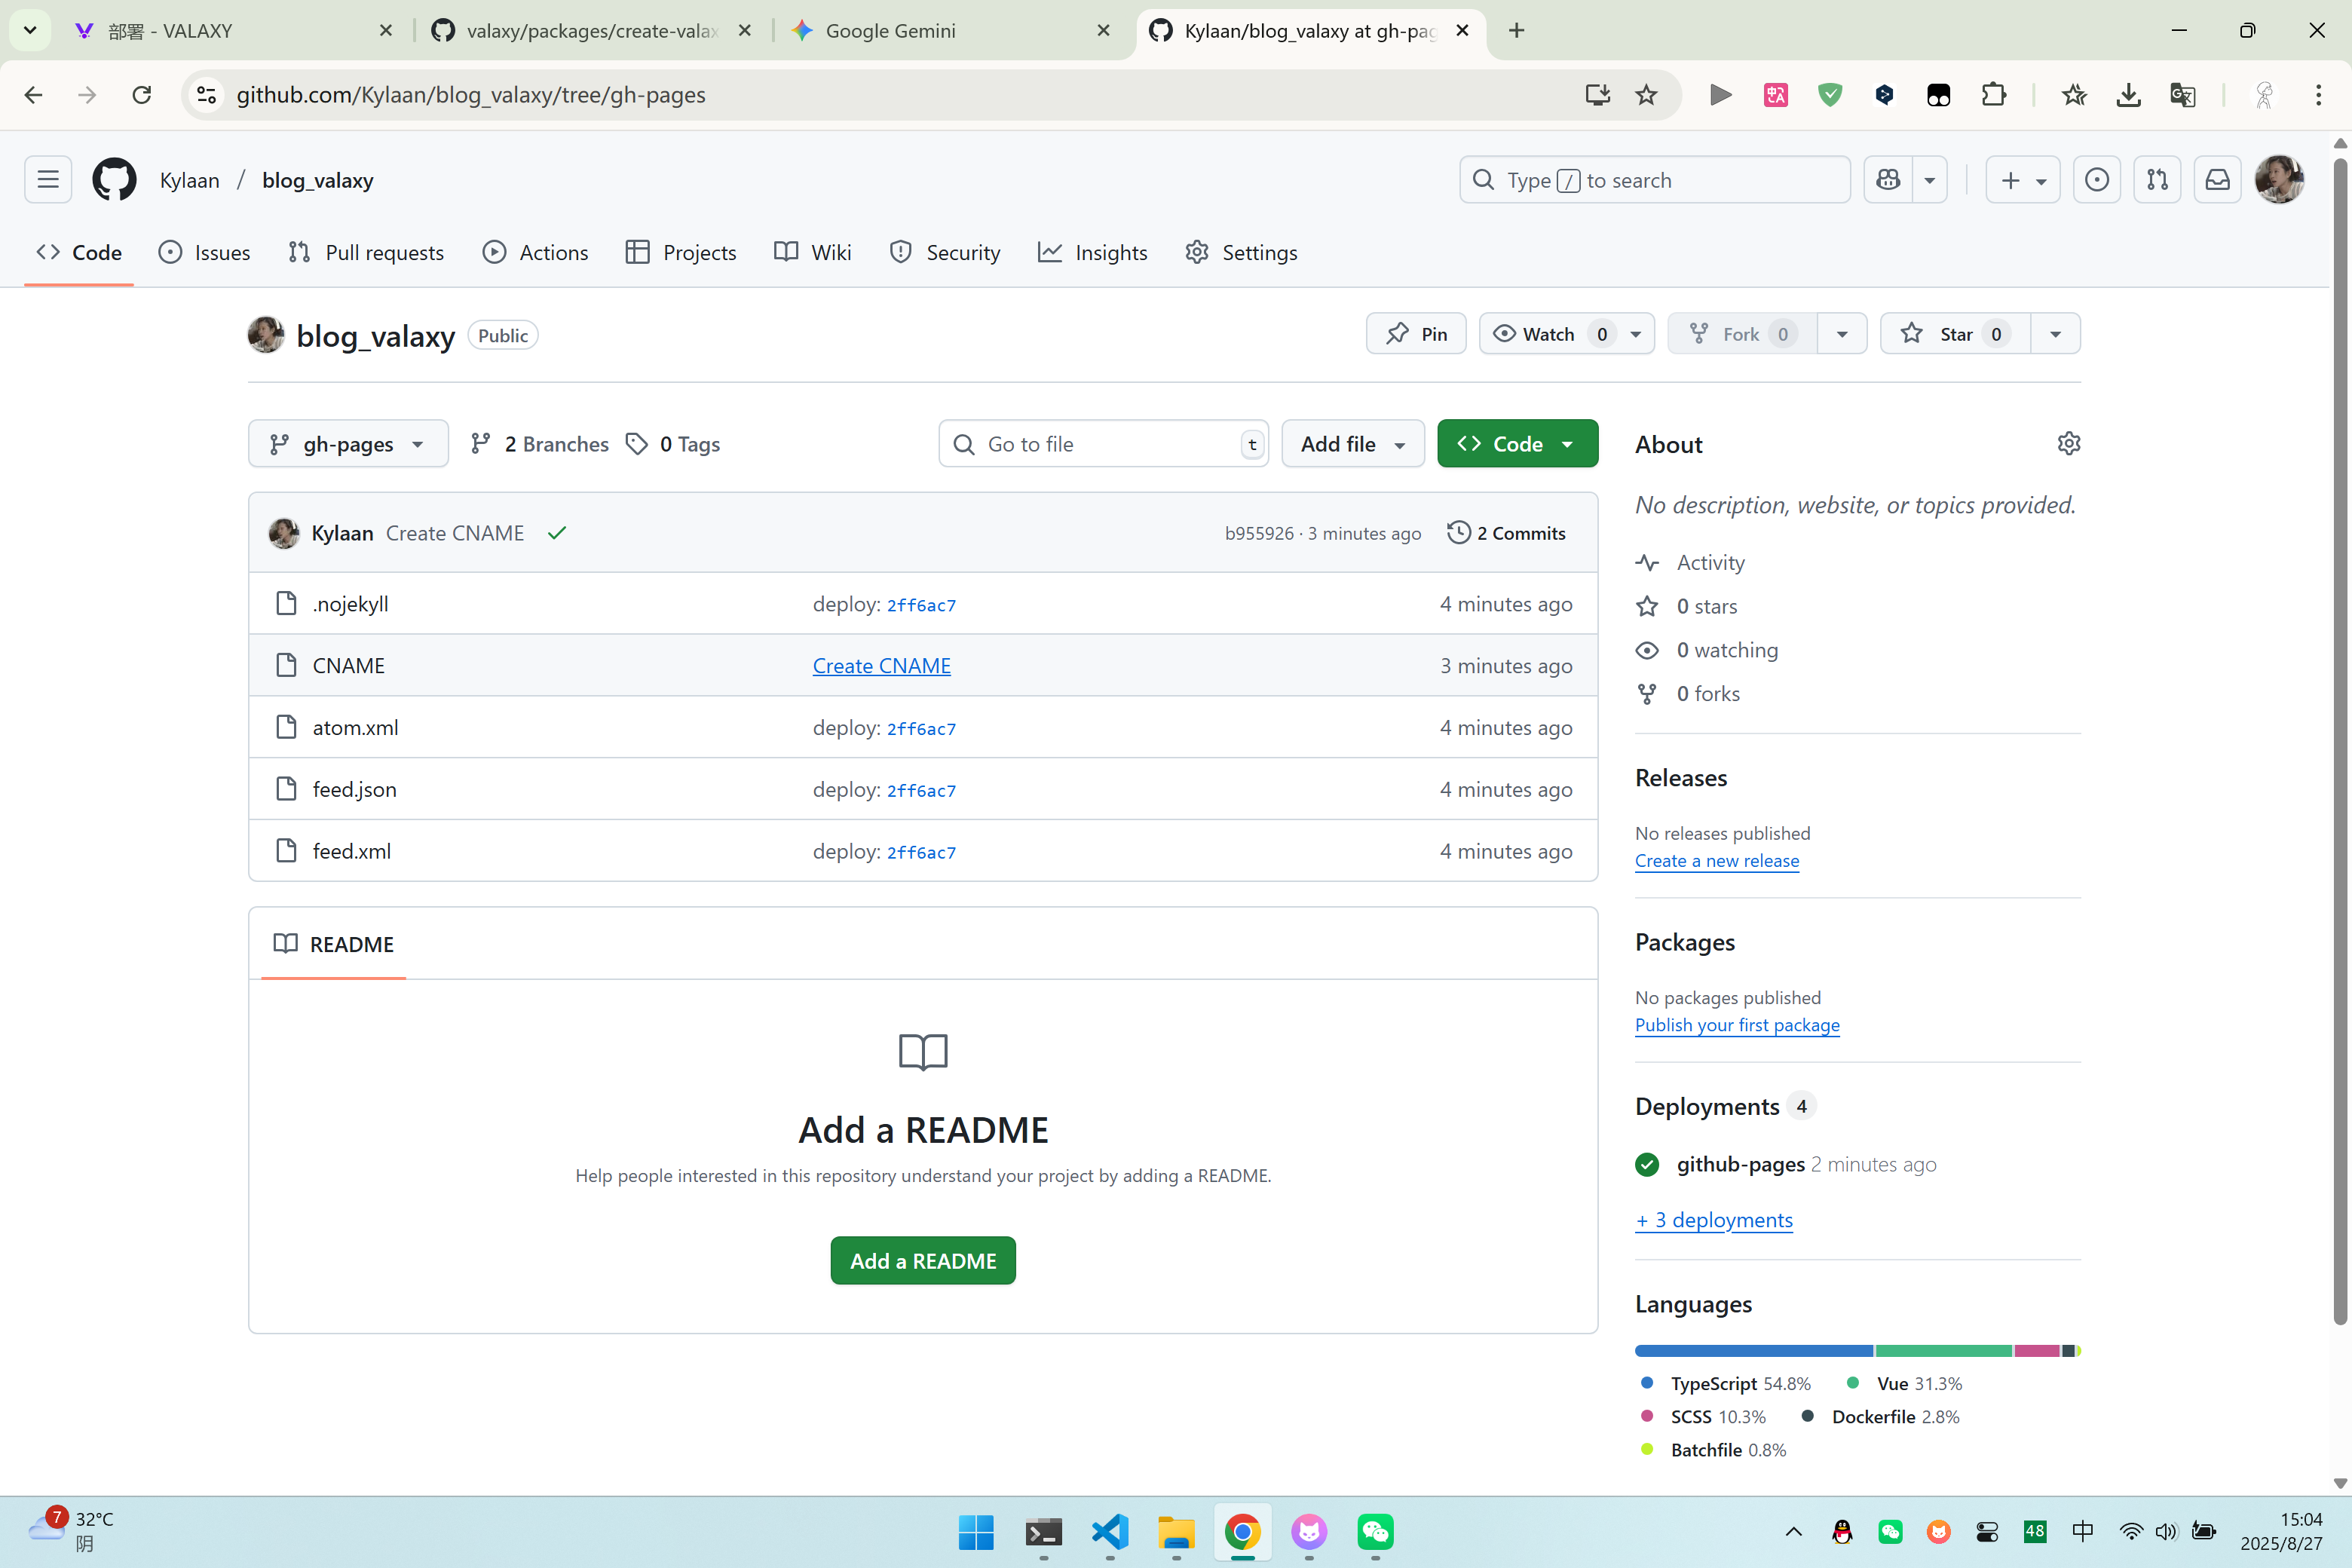 部署 - VALAXY
valaxy/packages/create-valax
Google Gemini
Kylaan/blog_valaxy at gh-pag
github.com/Kylaan/blog_valaxy/tree/gh-pages
Kylaan / blog_valaxy
Type / to search
Code
Issues
Pull requests
Actions
Projects
Wiki
Security
Insights
Settings
blog_valaxy
Public
Pin
Watch 0
Fork 0
Star 0
gh-pages
2 Branches
0 Tags
Go to file
t
Add file
Code
Kylaan Create CNAME
b955926 · 3 minutes ago
2 Commits
.nojekyll
deploy: 2ff6ac7
4 minutes ago
CNAME
Create CNAME
3 minutes ago
atom.xml
deploy: 2ff6ac7
4 minutes ago
feed.json
deploy: 2ff6ac7
4 minutes ago
feed.xml
deploy: 2ff6ac7
4 minutes ago
README
Add a README
Help people interested in this repository understand your project by adding a README.
Add a README
About
No description, website, or topics provided.
Activity
0 stars
0 watching
0 forks
Releases
No releases published
Create a new release
Packages
No packages published
Publish your first package
Deployments 4
github-pages 2 minutes ago
+ 3 deployments
Languages
TypeScript 54.8%
Vue 31.3%
SCSS 10.3%
Dockerfile 2.8%
Batchfile 0.8%
7
32°C
阴
48
中
15:04
2025/8/27